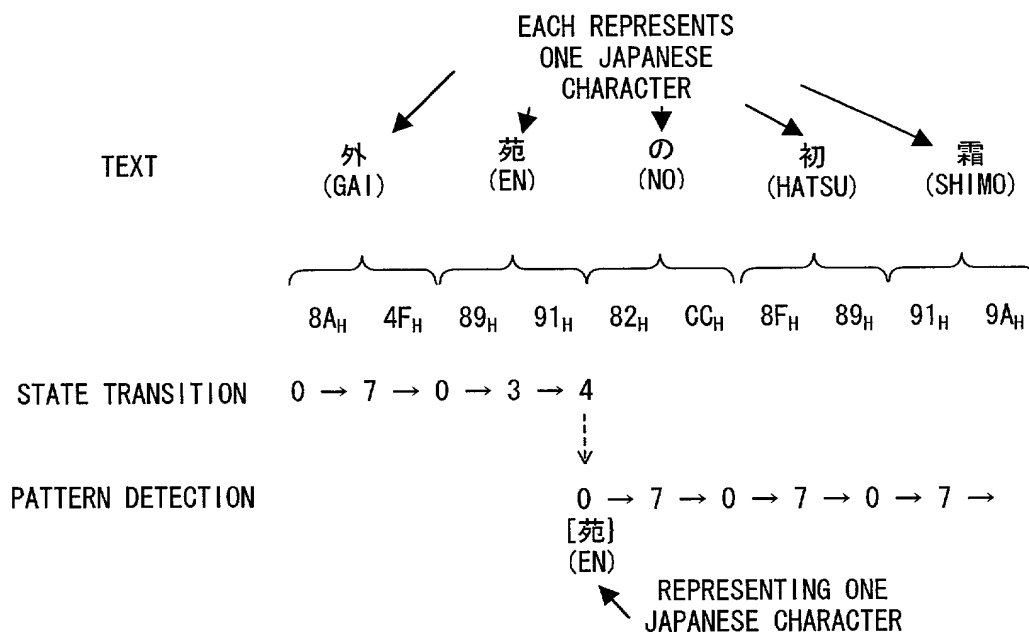 EACH REPRESENTS
ONE JAPANESE
CHARACTER
TEXT 外 苑 の 初 霜
(GAI) (EN) (NO) (HATSU) (SHIMO)
8AH 4FH 89H 91H 82H CCH 8FH 89H 91H 9AH
STATE TRANSITION 0 → 7 → 0 → 3 → 4
PATTERN DETECTION 0 → 7 → 0 → 7 → 0 → 7 →
[苑}
(EN)
REPRESENTING ONE
JAPANESE CHARACTER